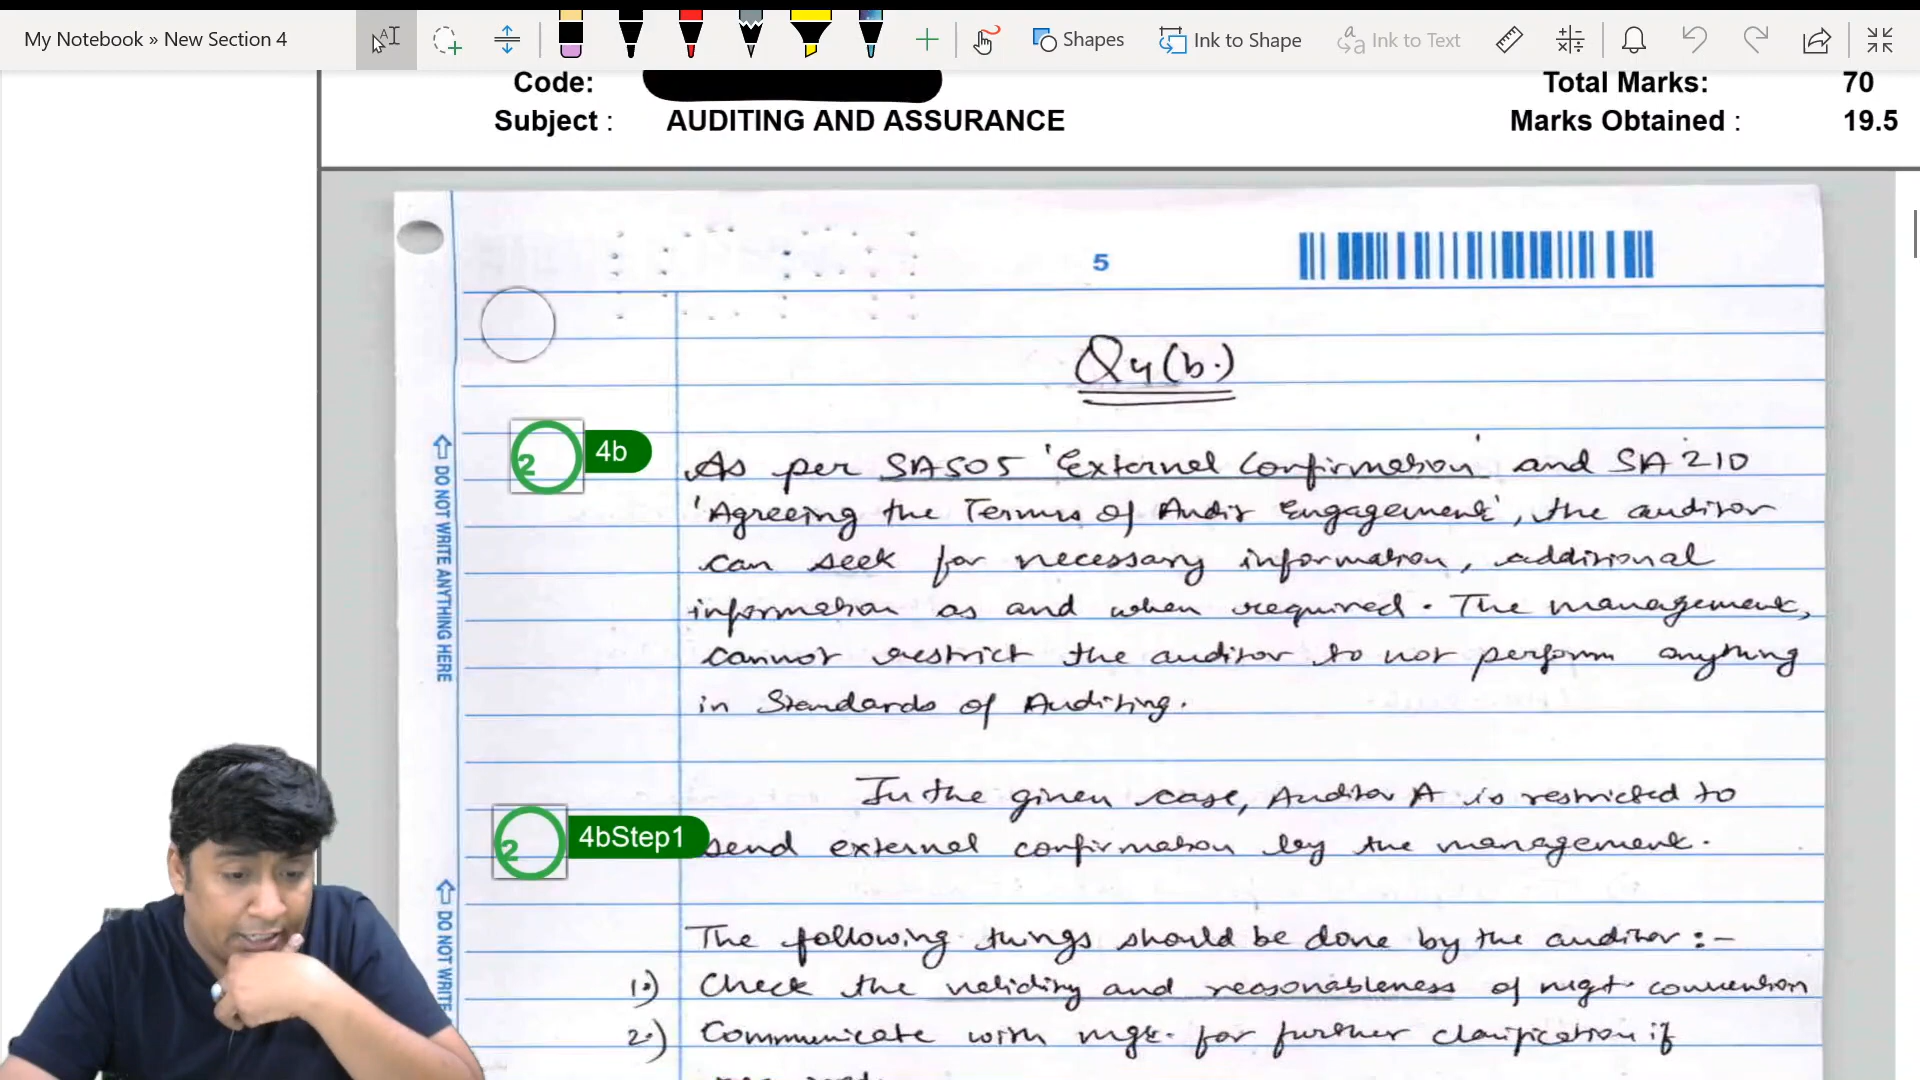 My Notebook » New Section 4
Shapes
Ink to Shape
Ink to Text
Code:
Total Marks: 70
Subject : AUDITING AND ASSURANCE
Marks Obtained : 19.5
5
Q4(b.)
2 4b
As per SA505 'External Confirmation' and SA 210
'Agreeing the Terms of Audit Engagement', the auditor
can seek for necessary information, additional
information as and when required. The management,
cannot restrict the auditor to not perform anything
in Standards of Auditing.
In the given case, Auditor A is restricted to
2 4bStep1
send external confirmation by the management.
The following things should be done by the auditor :-
1.) Check the validity and reasonableness of mgt.
2.) Communicate with mgt. for further clarification if
DO NOT WRITE ANYTHING HERE
DO NOT WRITE